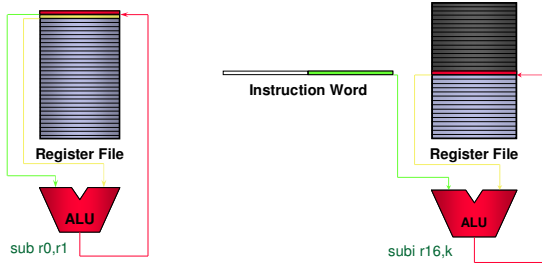 Register File
ALU
sub r0,r1
Instruction Word
Register File
ALU
subi r16,k